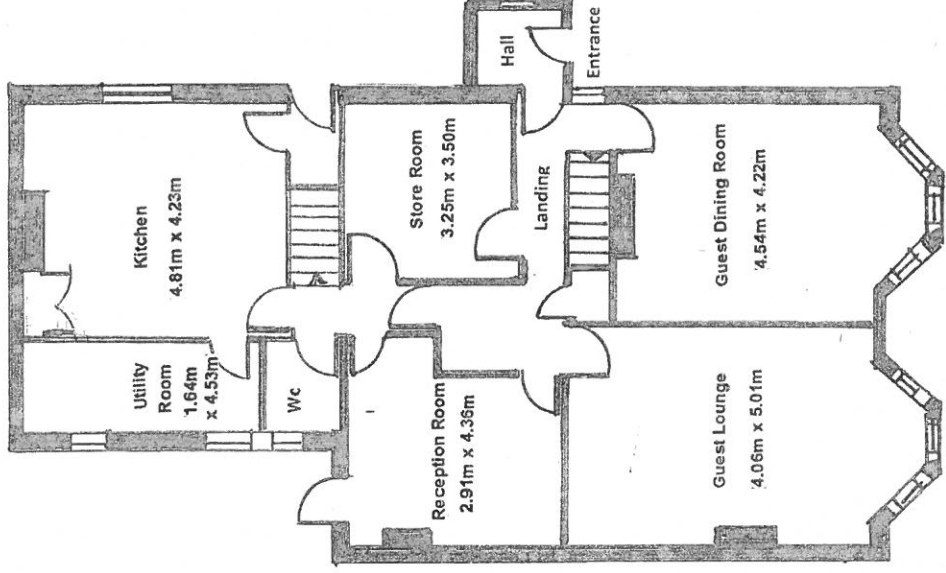 Hall
Entrance
Kitchen
4.81m x 4.23m
Store Room
3.25m x 3.50m
Landing
Guest Dining Room
4.54m x 4.22m
Utility
Room
1.64m
x 4.53m
Wc
Reception Room
2.91m x 4.36m
Guest Lounge
4.06m x 5.01m